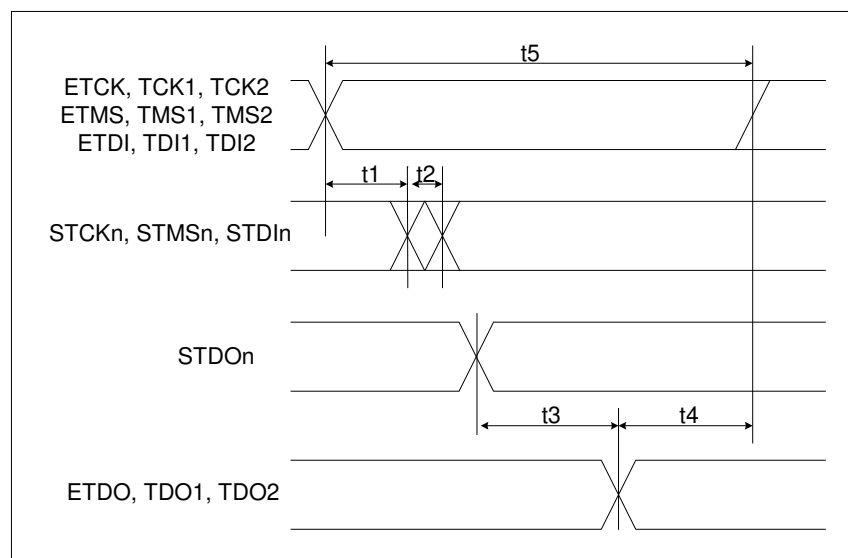 t5
ETCK, TCK1, TCK2
ETMS, TMS1, TMS2
ETDI, TDI1, TDI2
t1
t2
STCKn, STMSn, STDIn
STDOn
t3
t4
ETDO, TDO1, TDO2